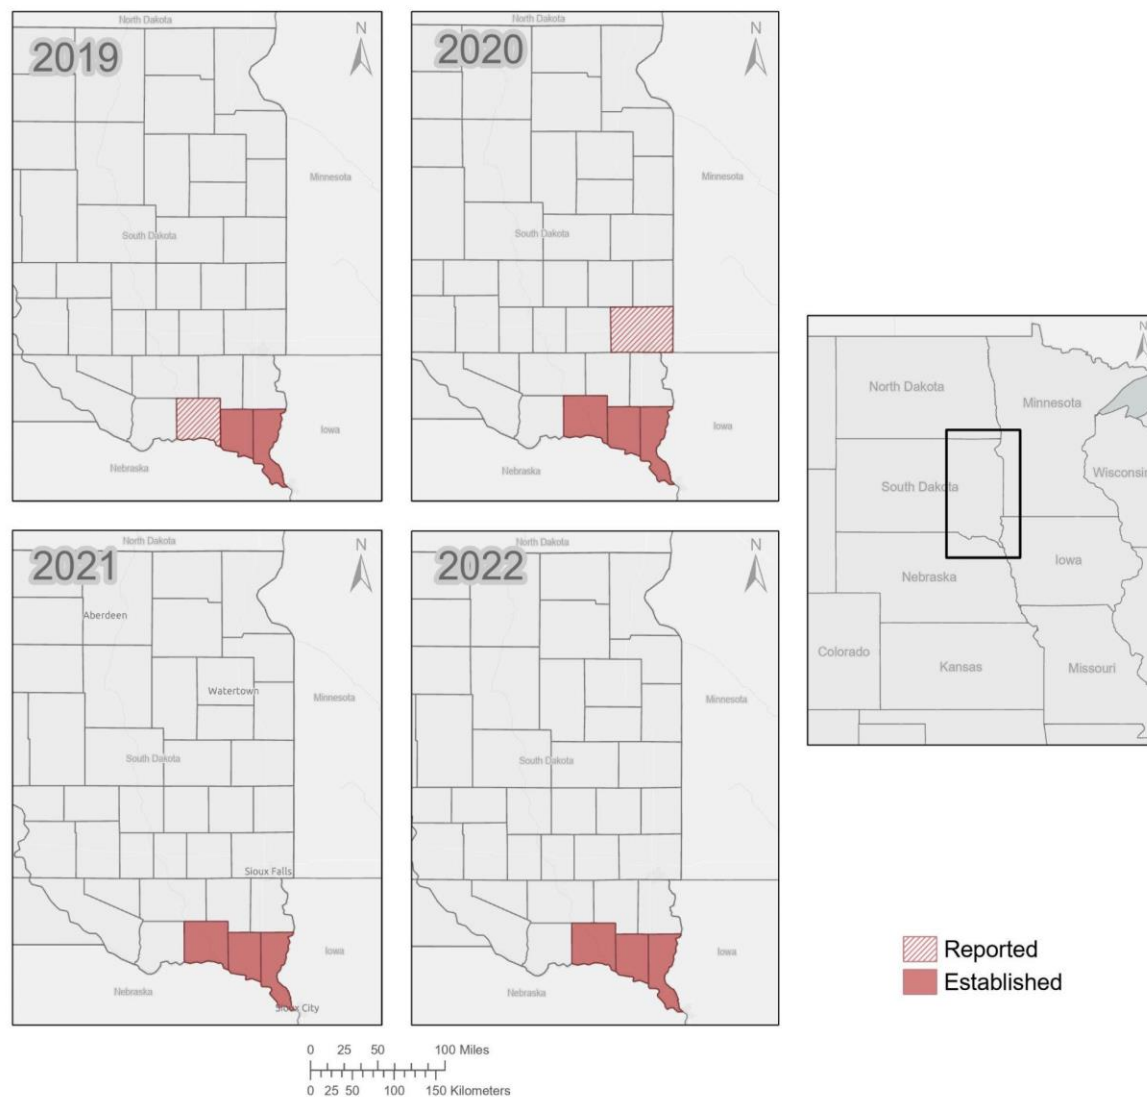 North Dakota
2019
N
Minnesota
South Dakota
Iowa
Nebraska
North Dakota
2020
N
Minnesota
South Dakota
Iowa
Nebraska
North Dakota
2021
N
Aberdeen
Watertown
Minnesota
South Dakota
Sioux Falls
Iowa
Nebraska
Sioux City
North Dakota
2022
N
Minnesota
South Dakota
Iowa
Nebraska
N
North Dakota
Minnesota
South Dakota
Wisconsin
Iowa
Nebraska
Colorado
Kansas
Missouri
Reported
Established
0 25 50 100 Miles
0 25 50 100 150 Kilometers